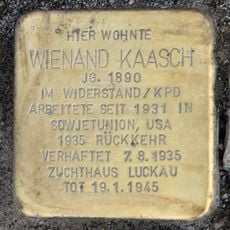 HIER WOHNTE
WIENAND KAASCH
JG. 1890
IM WIDERSTAND/KPD
ARBEITETE SEIT 1931 IN
SOWJETUNION, USA
1935 RÜCKKEHR
VERHAFTET 7.8.1935
ZUCHTHAUS LUCKAU
TOT 19.1.1945